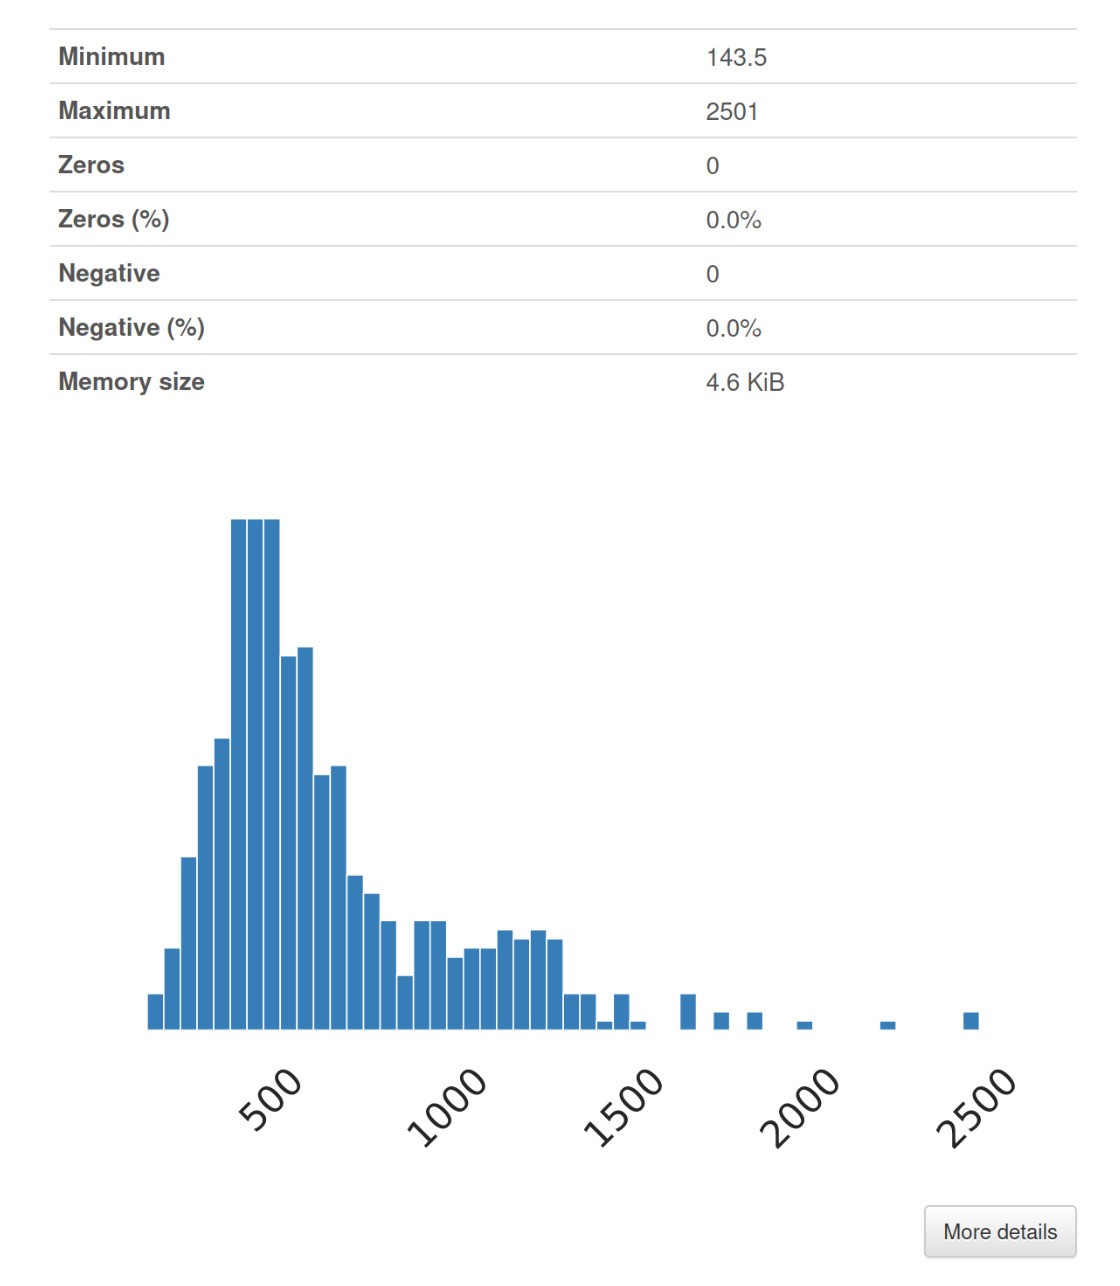 Minimum 143.5
Maximum 2501
Zeros 0
Zeros (%) 0.0%
Negative 0
Negative (%) 0.0%
Memory size 4.6 KiB
500 1000 1500 2000 2500
More details